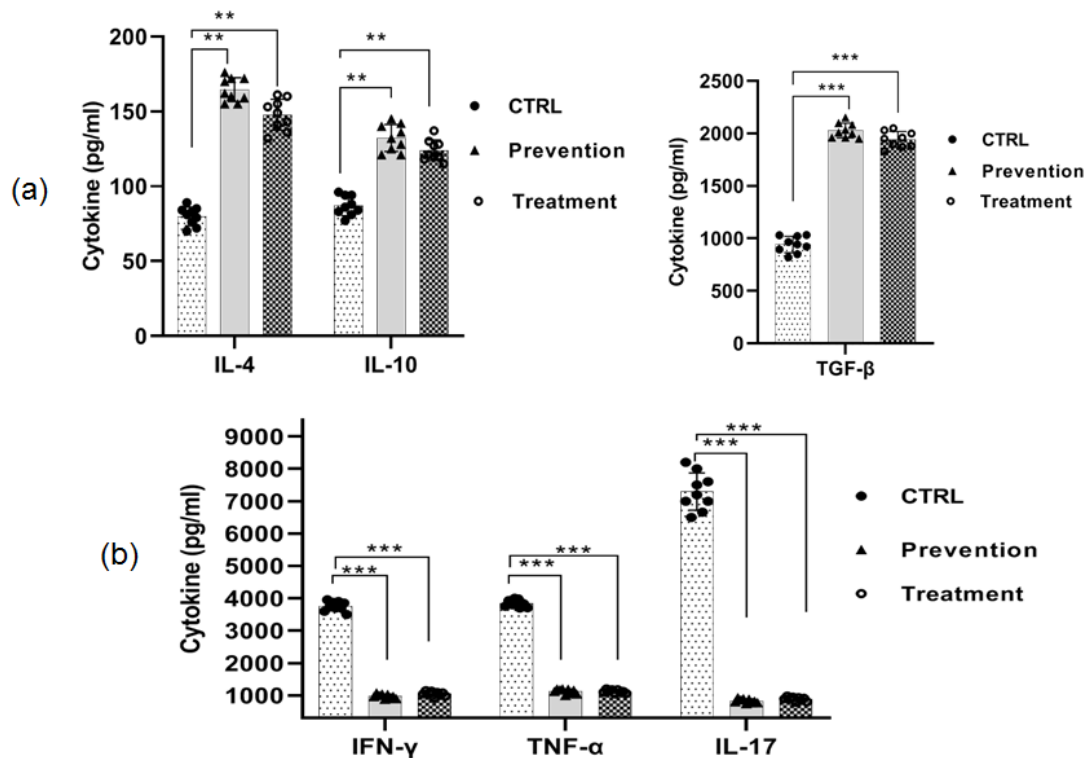 (a)
Cytokine (pg/ml)
200
150
100
50
0
**
**
**
**
IL-4
IL-10
CTRL
Prevention
Treatment
Cytokine (pg/ml)
2500
2000
1500
1000
500
0
***
***
TGF-β
CTRL
Prevention
Treatment
(b)
Cytokine (pg/ml)
9000
8000
7000
6000
5000
4000
3000
2000
1000
***
***
***
***
***
***
IFN-γ
TNF-α
IL-17
CTRL
Prevention
Treatment